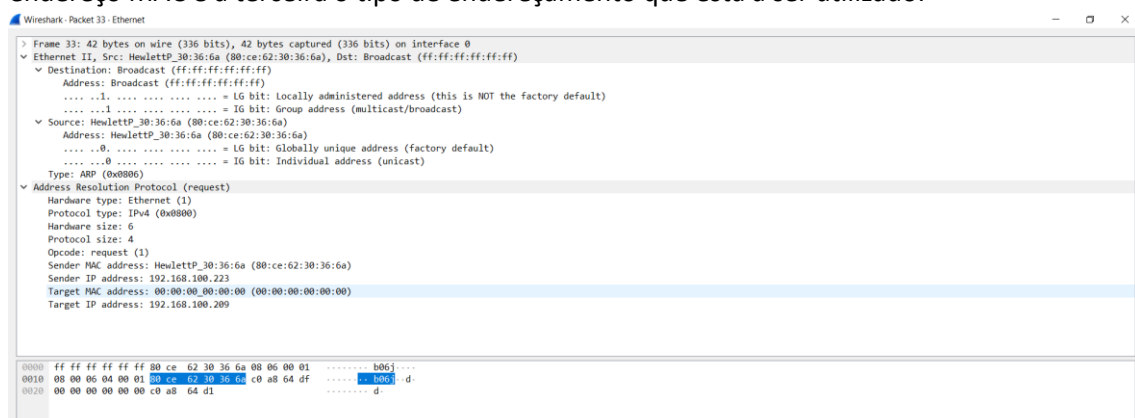 endereço MAC e a terceira o tipo de endereçamento que está a ser utilizado.
Wireshark · Packet 33 · Ethernet
> Frame 33: 42 bytes on wire (336 bits), 42 bytes captured (336 bits) on interface 0
Ethernet II, Src: HewlettP_30:36:6a (80:ce:62:30:36:6a), Dst: Broadcast (ff:ff:ff:ff:ff:ff)
Destination: Broadcast (ff:ff:ff:ff:ff:ff)
Address: Broadcast (ff:ff:ff:ff:ff:ff)
.... ..1. .... .... .... .... = LG bit: Locally administered address (this is NOT the factory default)
.... ...1 .... .... .... .... = IG bit: Group address (multicast/broadcast)
Source: HewlettP_30:36:6a (80:ce:62:30:36:6a)
Address: HewlettP_30:36:6a (80:ce:62:30:36:6a)
.... ..0. .... .... .... .... = LG bit: Globally unique address (factory default)
.... ...0 .... .... .... .... = IG bit: Individual address (unicast)
Type: ARP (0x0806)
Address Resolution Protocol (request)
Hardware type: Ethernet (1)
Protocol type: IPv4 (0x0800)
Hardware size: 6
Protocol size: 4
Opcode: request (1)
Sender MAC address: HewlettP_30:36:6a (80:ce:62:30:36:6a)
Sender IP address: 192.168.100.223
Target MAC address: 00:00:00_00:00:00 (00:00:00:00:00:00)
Target IP address: 192.168.100.209
0000 ff ff ff ff ff ff 80 ce 62 30 36 6a 08 06 00 01 ········ b06j····
0010 08 00 06 04 00 01 80 ce 62 30 36 6a c0 a8 64 df ········ b06j··d·
0020 00 00 00 00 00 00 c0 a8 64 d1 ········ d·